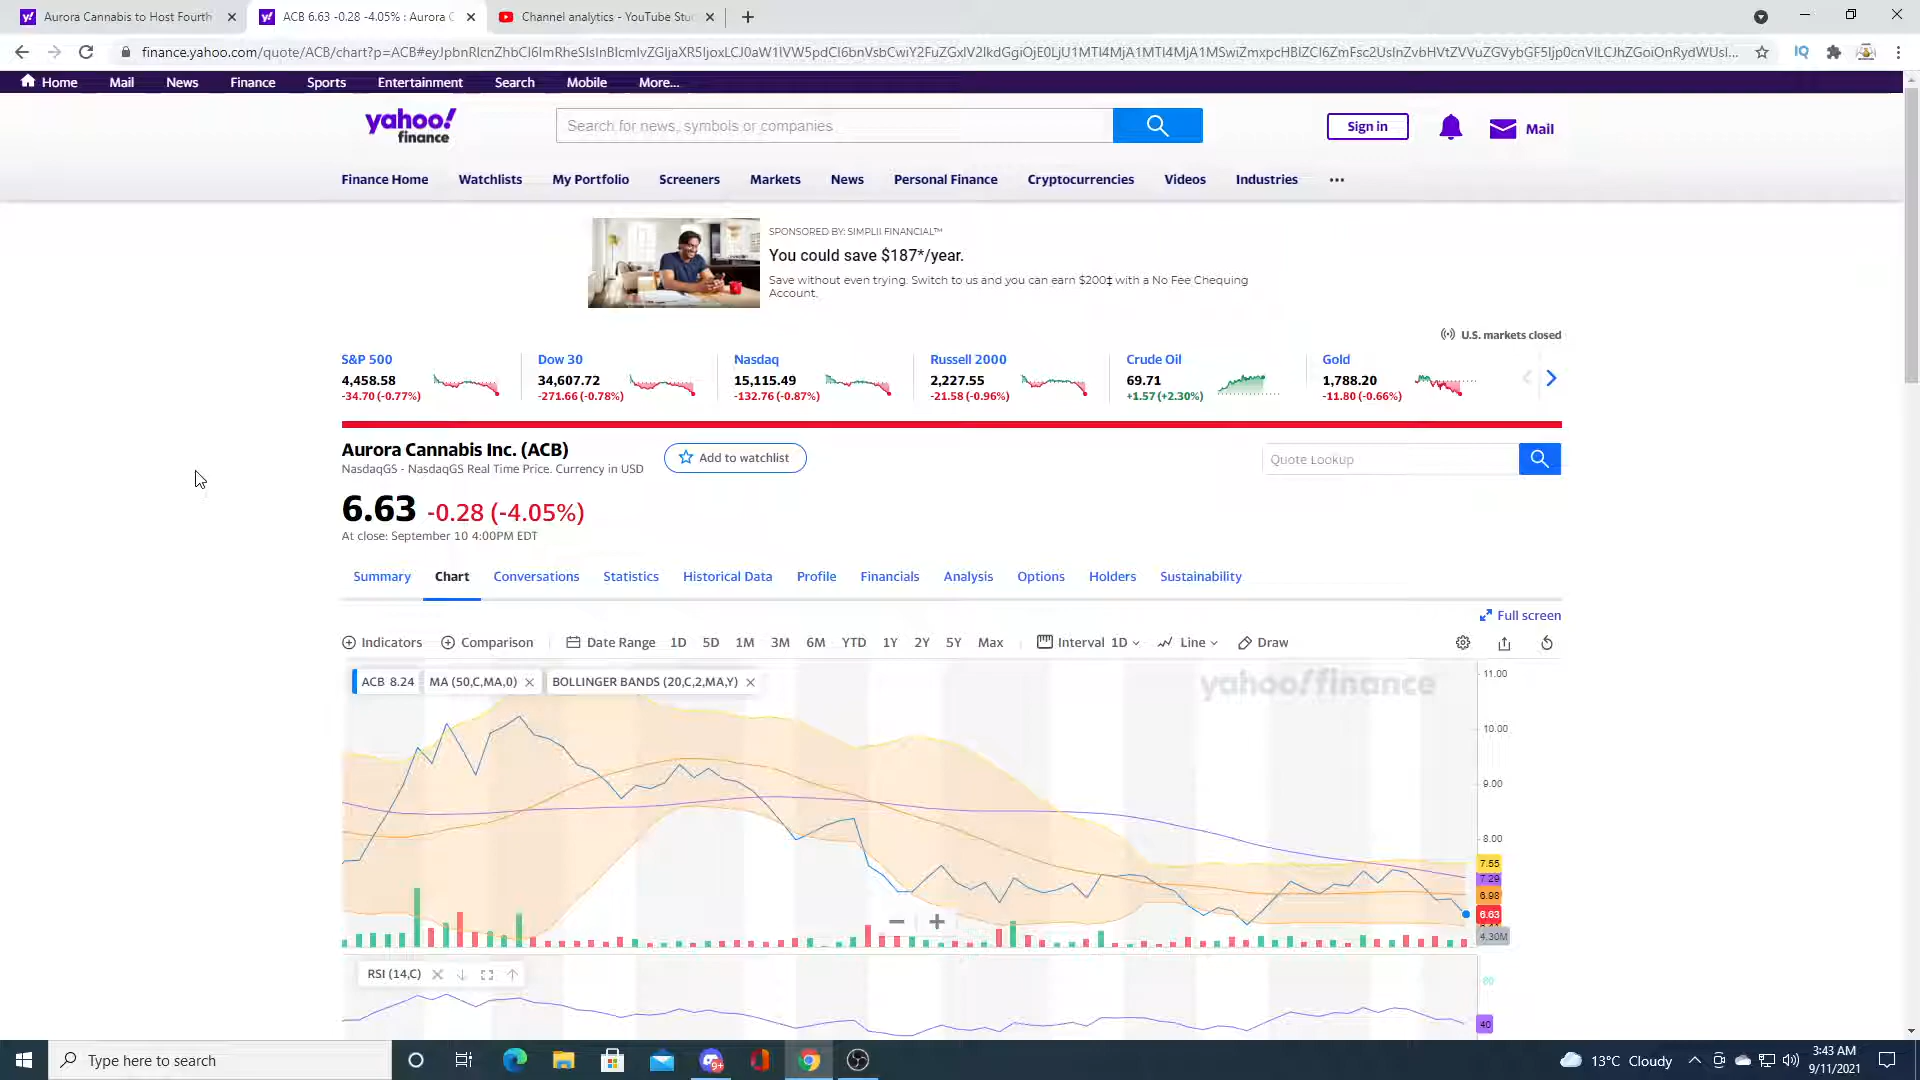 Aurora Cannabis to Host Fourth
ACB 6.63 -0.28 -4.05% : Aurora C
Channel analytics - YouTube Stu
finance.yahoo.com/quote/ACB/chart?p=ACB#
Home Mail News Finance Sports Entertainment Search Mobile More...
yahoo! finance
Search for news, symbols or companies
Sign in
Mail
Finance Home Watchlists My Portfolio Screeners Markets News Personal Finance Cryptocurrencies Videos Industries ...
SPONSORED BY: SIMPLII FINANCIAL™
You could save $187*/year.
Save without even trying. Switch to us and you can earn $200‡ with a No Fee Chequing
Account.
U.S. markets closed
S&P 500 Dow 30 Nasdaq Russell 2000 Crude Oil Gold
4,458.58 34,607.72 15,115.49 2,227.55 69.71 1,788.20
-34.70 (-0.77%) -271.66 (-0.78%) -132.76 (-0.87%) -21.58 (-0.96%) +1.57 (+2.30%) -11.80 (-0.66%)
Aurora Cannabis Inc. (ACB)
Add to watchlist
Quote Lookup
NasdaqGS - NasdaqGS Real Time Price. Currency in USD
6.63 -0.28 (-4.05%)
At close: September 10 4:00PM EDT
Summary Chart Conversations Statistics Historical Data Profile Financials Analysis Options Holders Sustainability
Full screen
Indicators Comparison Date Range 1D 5D 1M 3M 6M YTD 1Y 2Y 5Y Max Interval 1D Line Draw
ACB 8.24 MA (50,C,MA,0) BOLLINGER BANDS (20,C,2,MA,Y)
yahoo!finance
11.00
10.00
9.00
8.00
7.55
7.29
6.98
6.63
4.30M
RSI (14,C)
80
40
Type here to search
9+
13°C Cloudy
3:43 AM
9/11/2021